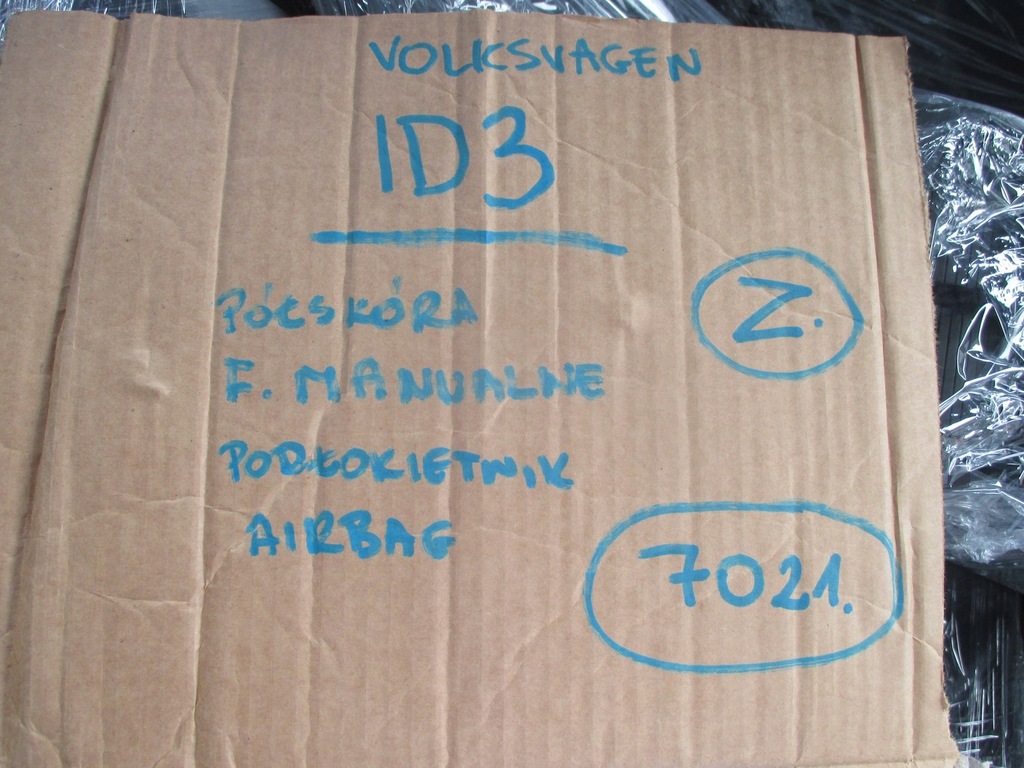 VOLKSVAGEN
ID3
PÓŁSKÓRA
Z.
F. MANUALNE
PODŁOKIETNIK
AIRBAG
7021.